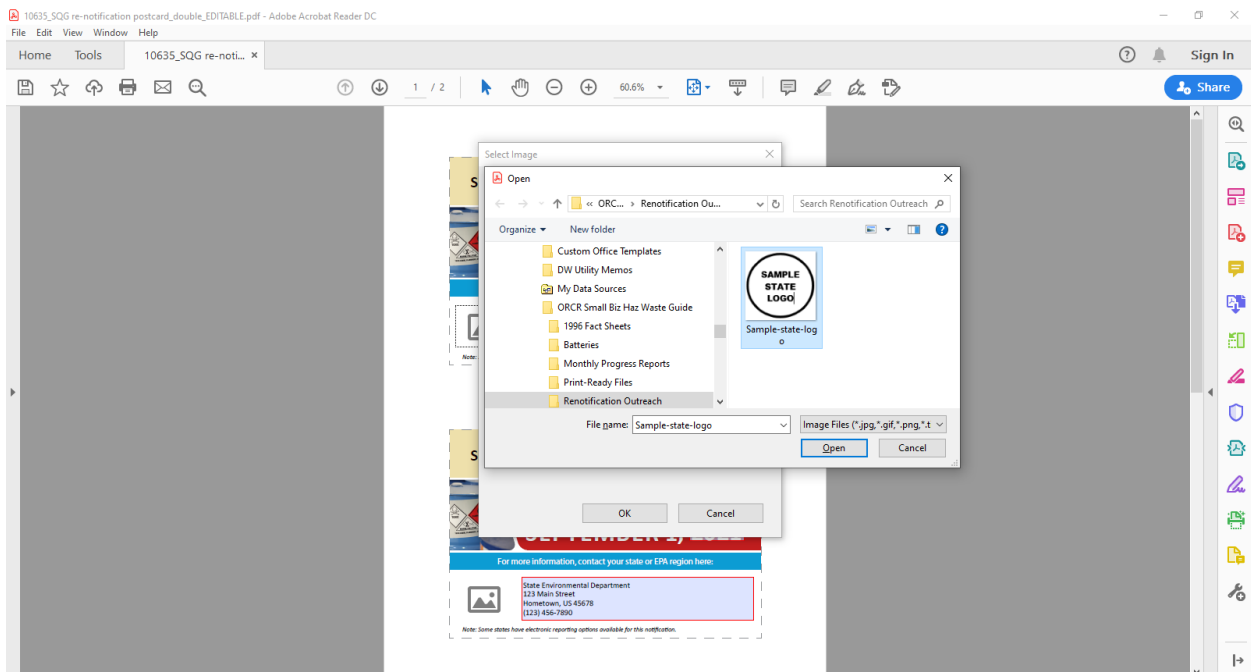 10635_SQG re-notification postcard_double_EDITABLE.pdf - Adobe Acrobat Reader DC
File Edit View Window Help
Home Tools 10635_SQG re-noti... × Sign In
1 / 2 60.6% Share
Select Image
Open
« ORC... › Renotification Ou... Search Renotification Outreach
Organize New folder
Custom Office Templates
DW Utility Memos
My Data Sources
ORCR Small Biz Haz Waste Guide
1996 Fact Sheets
Batteries
Monthly Progress Reports
Print-Ready Files
Renotification Outreach
SAMPLE
STATE
LOGO
Sample-state-log
o
File name: Sample-state-logo Image Files (*.jpg,*.gif,*.png,*.t
Open Cancel
S
Note:
S
OK Cancel
SEPTEMBER 1, 2021
For more information, contact your state or EPA region here:
State Environmental Department
123 Main Street
Hometown, US 45678
(123) 456-7890
Note: Some states have electronic reporting options available for this notification.